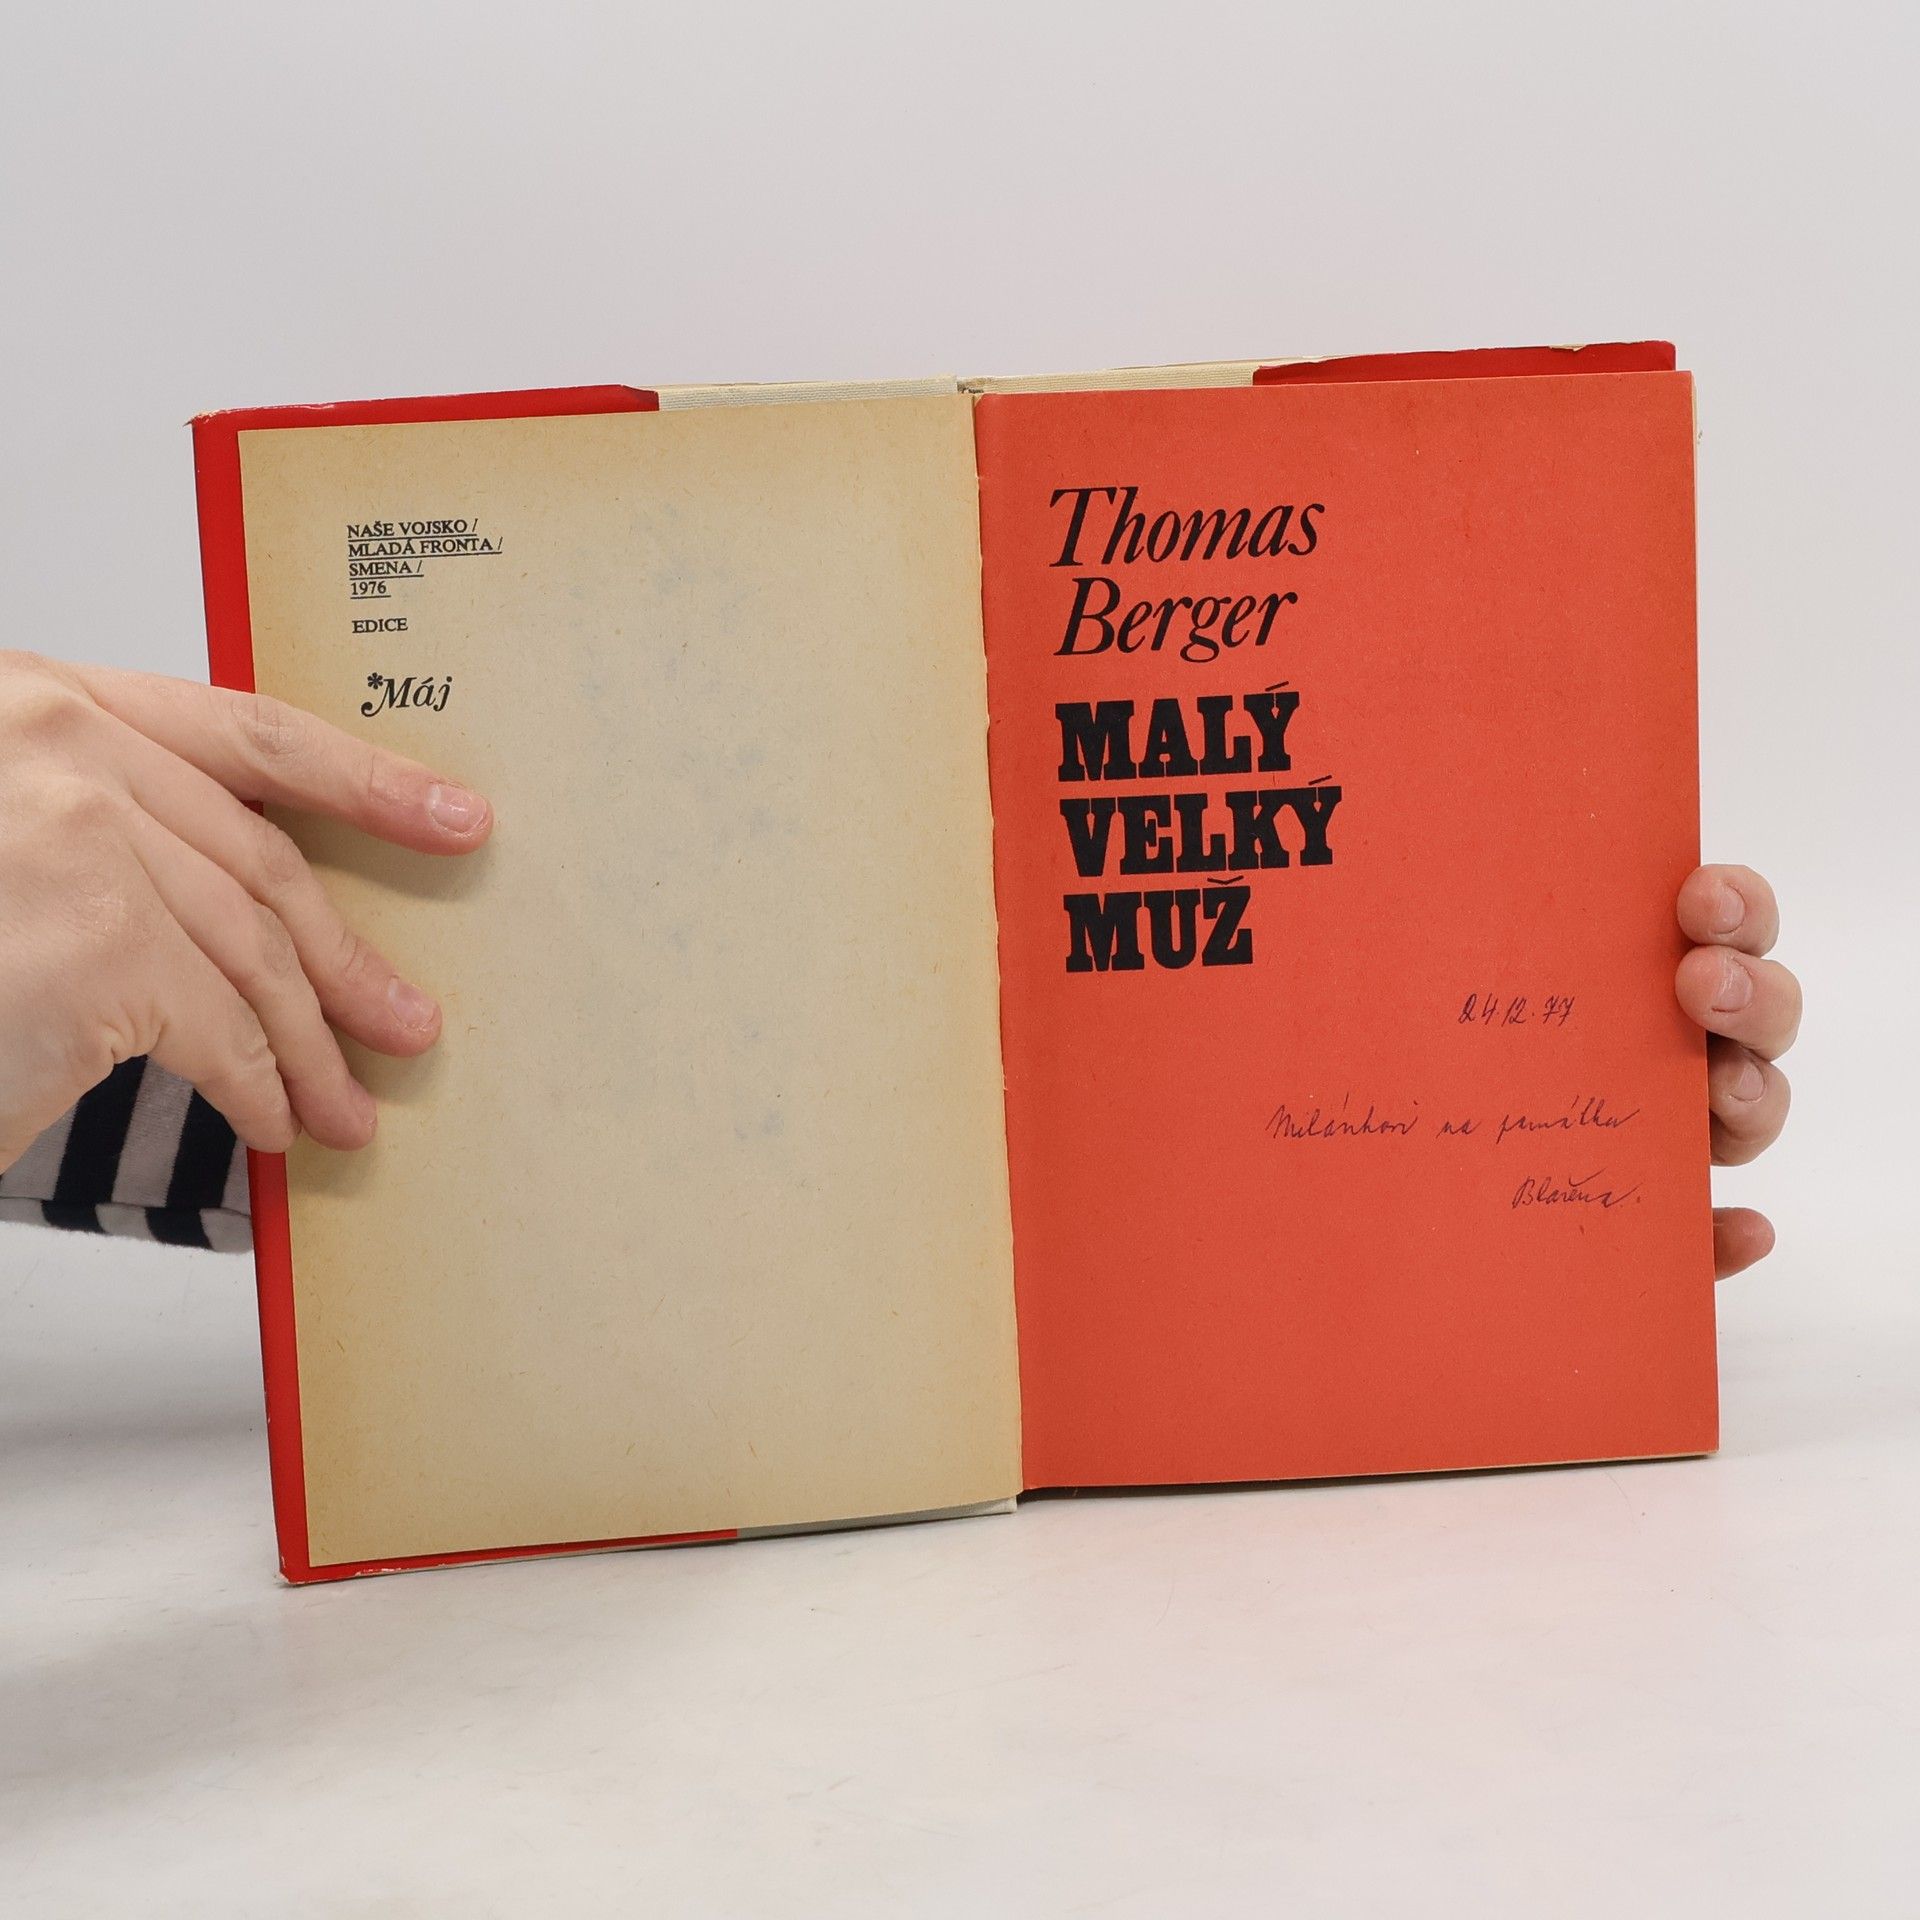 NAŠE VOJSKO /
MLADÁ FRONTA /
SMENA /
1976
EDICE
*Máj
Thomas
Berger
MALÝ
VELKÝ
MUŽ
24.12.77
Milánkovi na památku
Blažena.